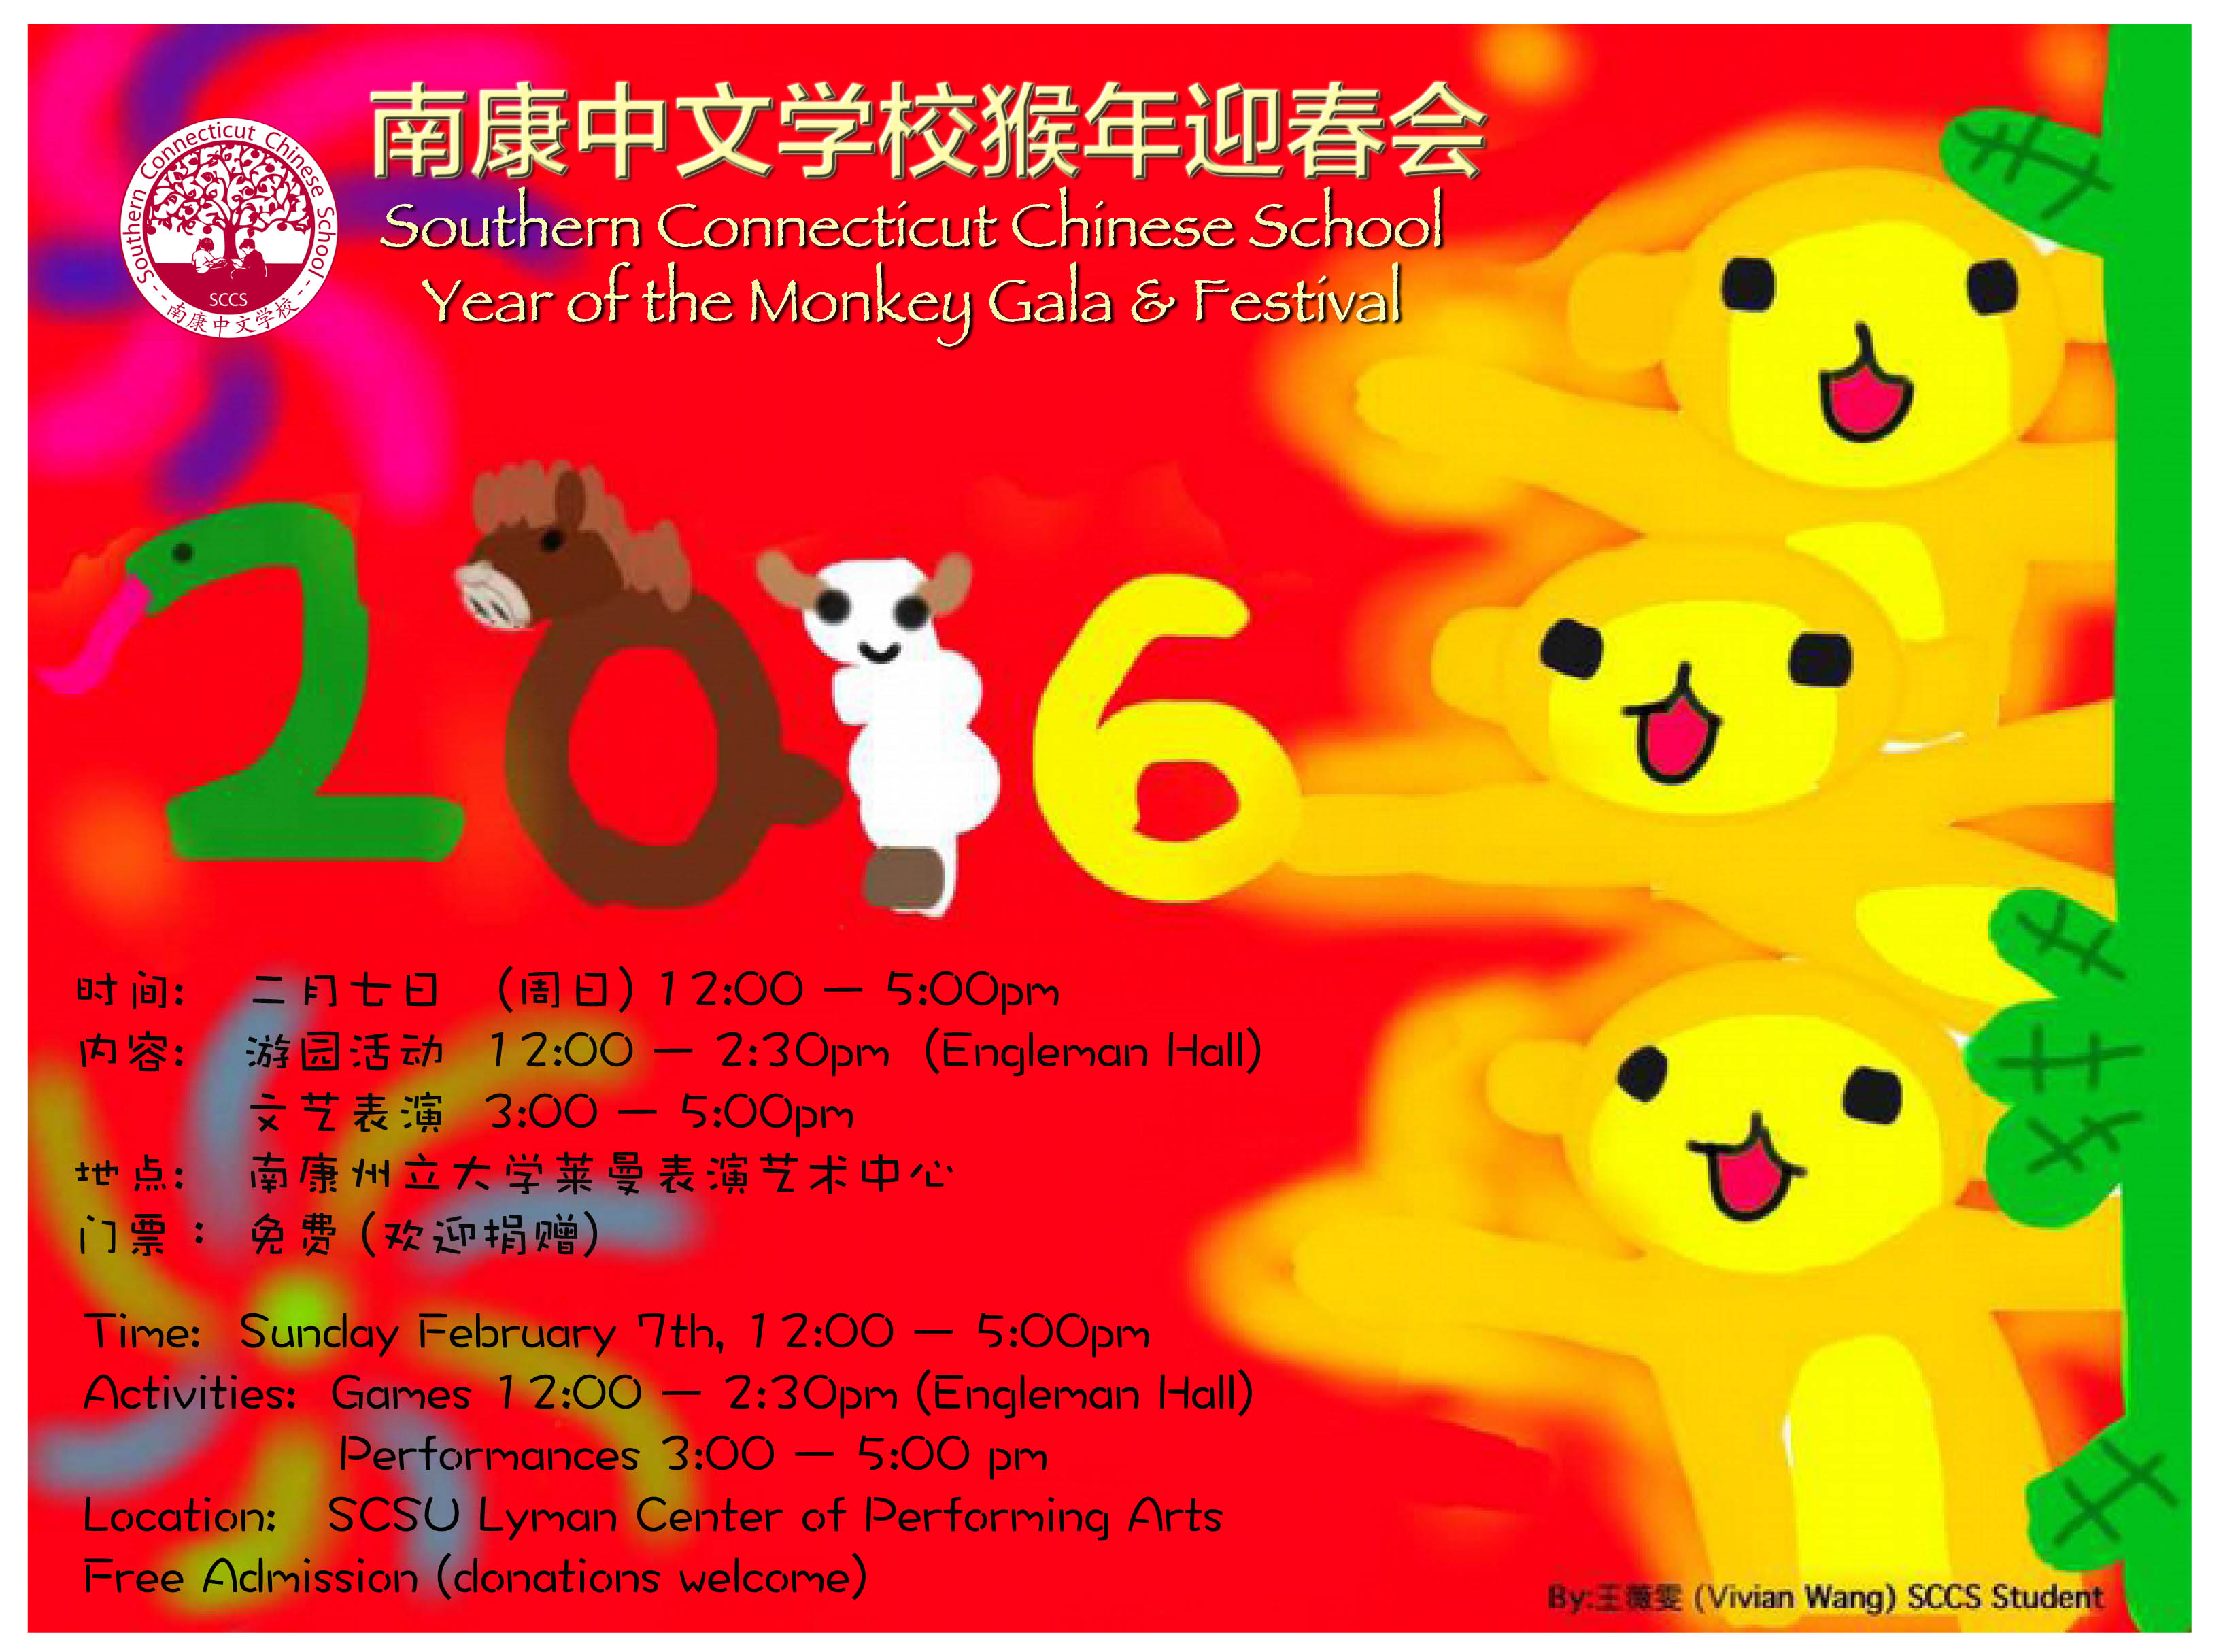 南康中文学校猴年迎春会
Southern Connecticut Chinese School
Year of the Monkey Gala & Festival
Southern Connecticut Chinese School
SCCS
--南康中文学校--
2016
时间: 二月七日 (周日) 12:00 — 5:00pm
内容: 游园活动 12:00 — 2:30pm (Engleman Hall)
文艺表演 3:00 — 5:00pm
地点: 南康州立大学莱曼表演艺术中心
门票: 免费 (欢迎捐赠)
Time: Sunday February 7th, 12:00 — 5:00pm
Activities: Games 12:00 — 2:30pm (Engleman Hall)
Performances 3:00 — 5:00 pm
Location: SCSU Lyman Center of Performing Arts
Free Admission (donations welcome)
By:王薇雯 (Vivian Wang) SCCS Student